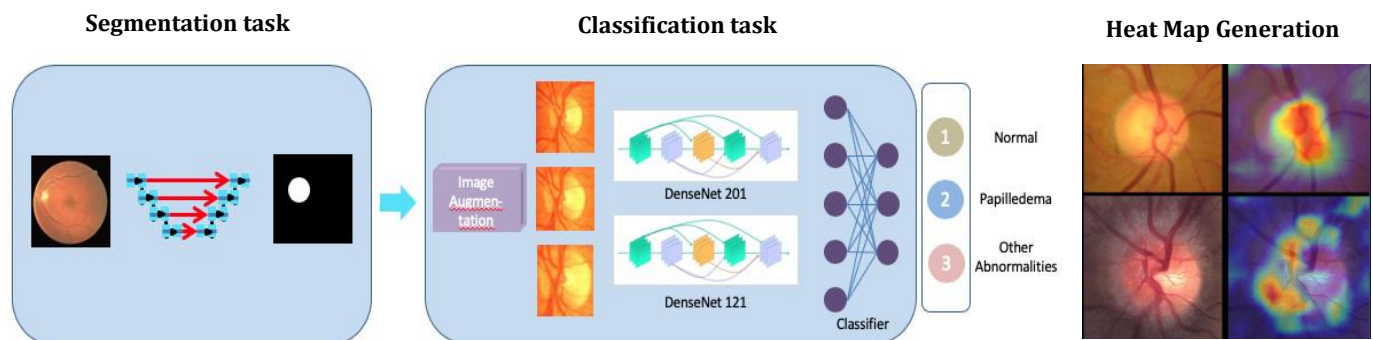 Segmentation task
Classification task
Heat Map Generation
Image
Augmen-
tation
DenseNet 201
DenseNet 121
Classifier
1
Normal
2
Papilledema
3
Other
Abnormalities